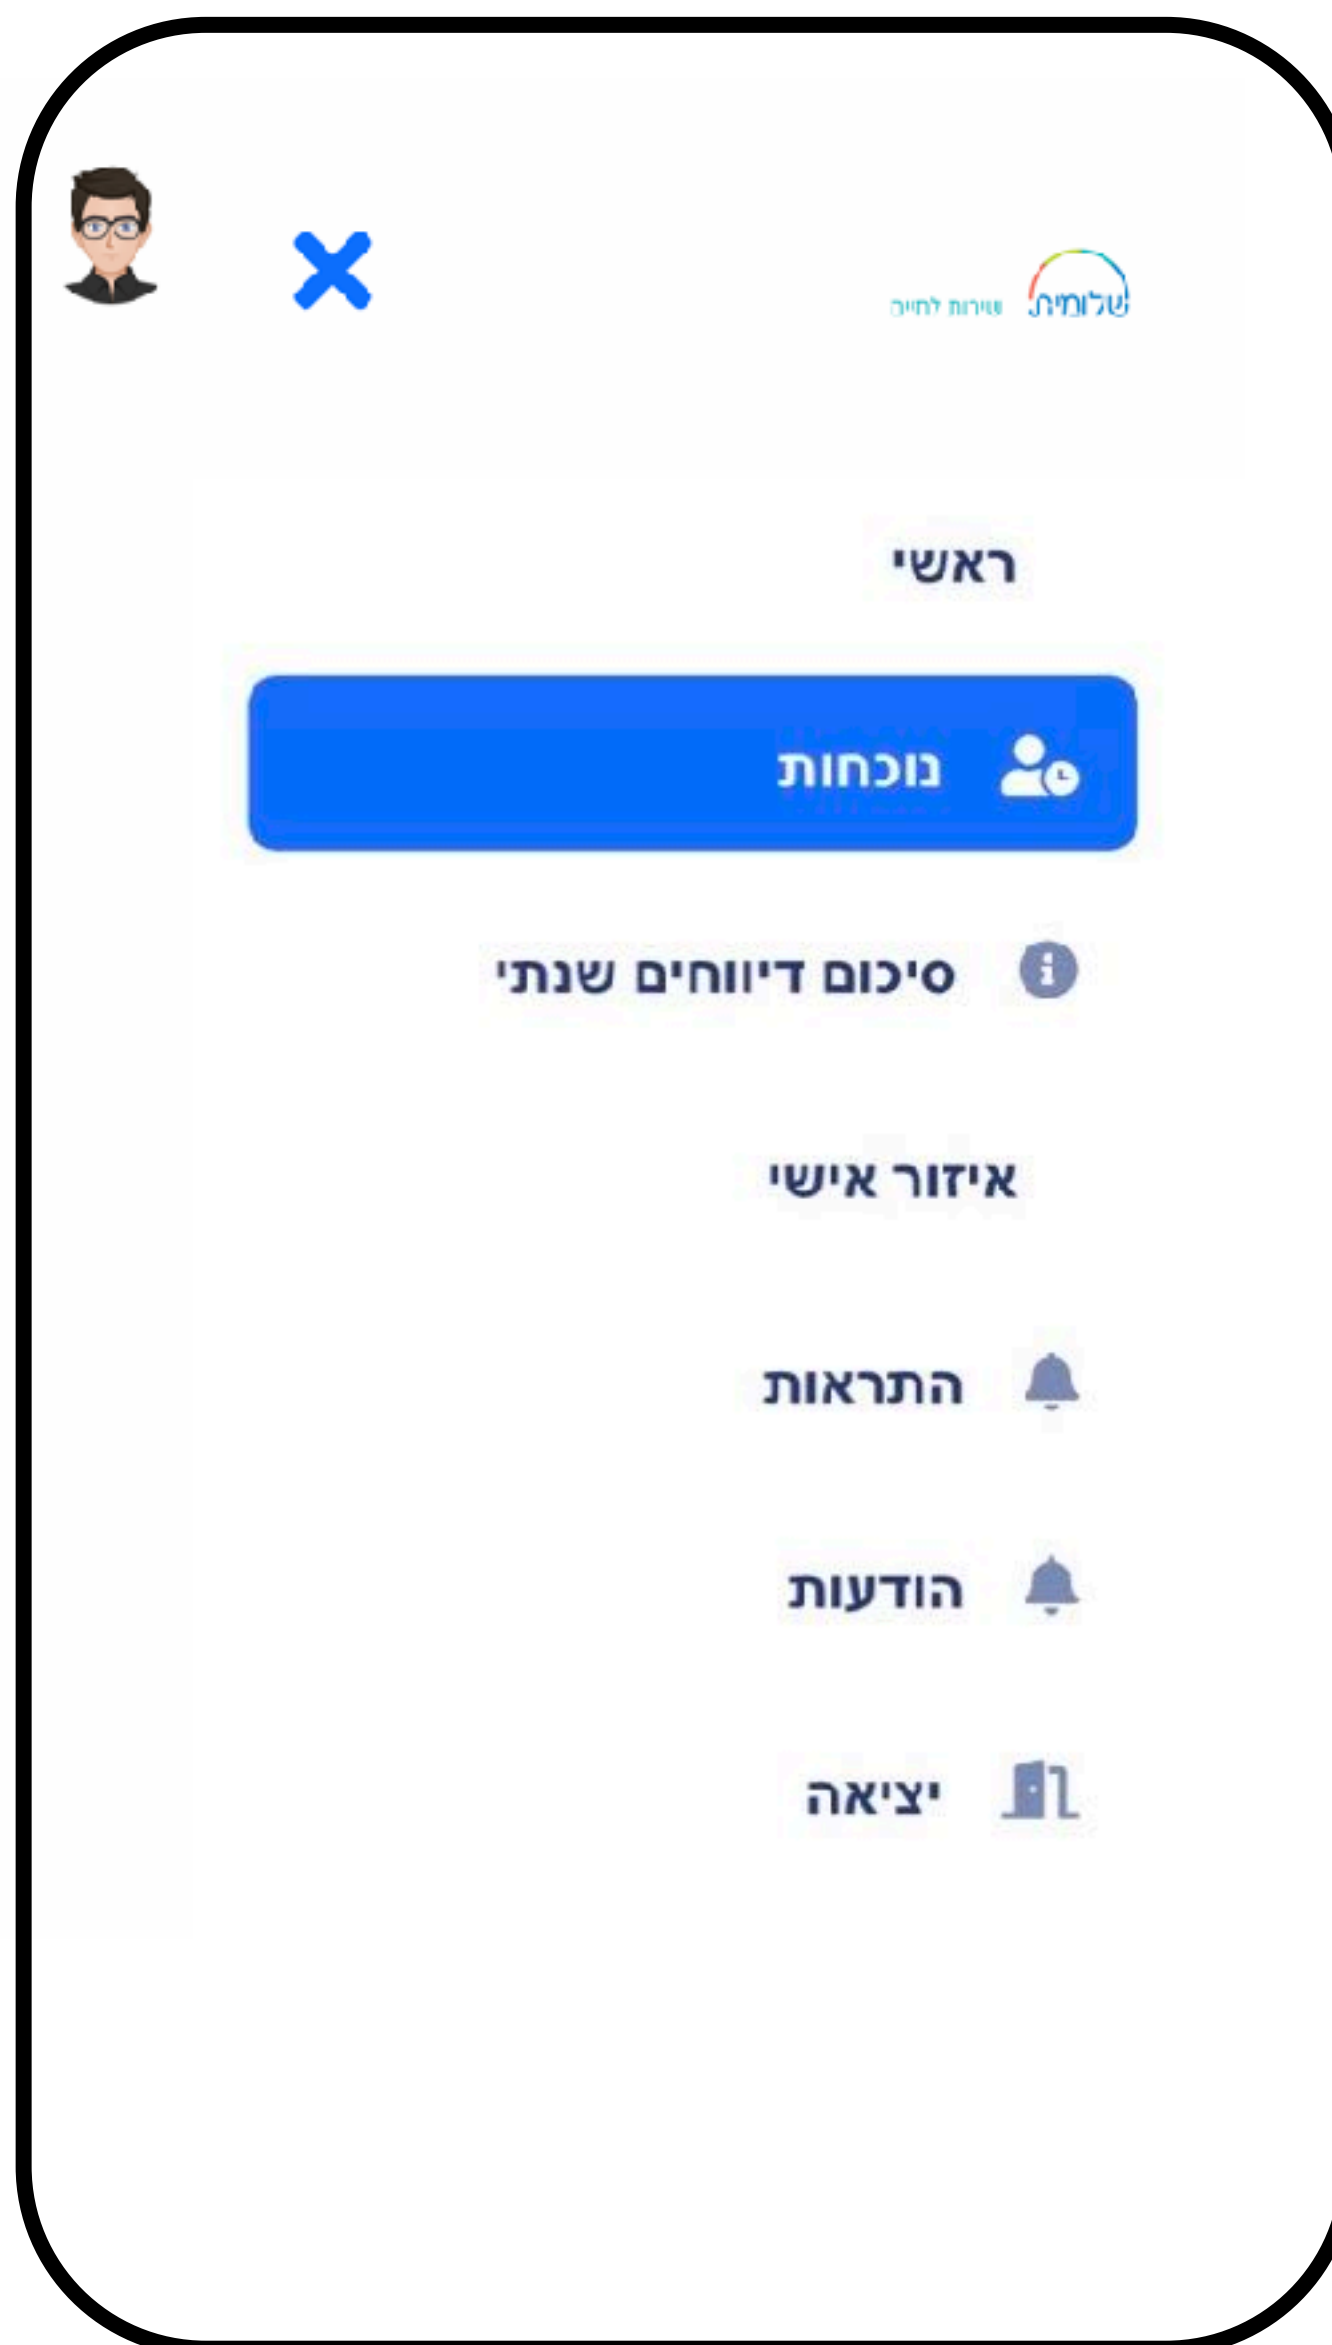 שלומית שירות לחייה
ראשי
נוכחות
סיכום דיווחים שנתי
איזור אישי
התראות
הודעות
יציאה